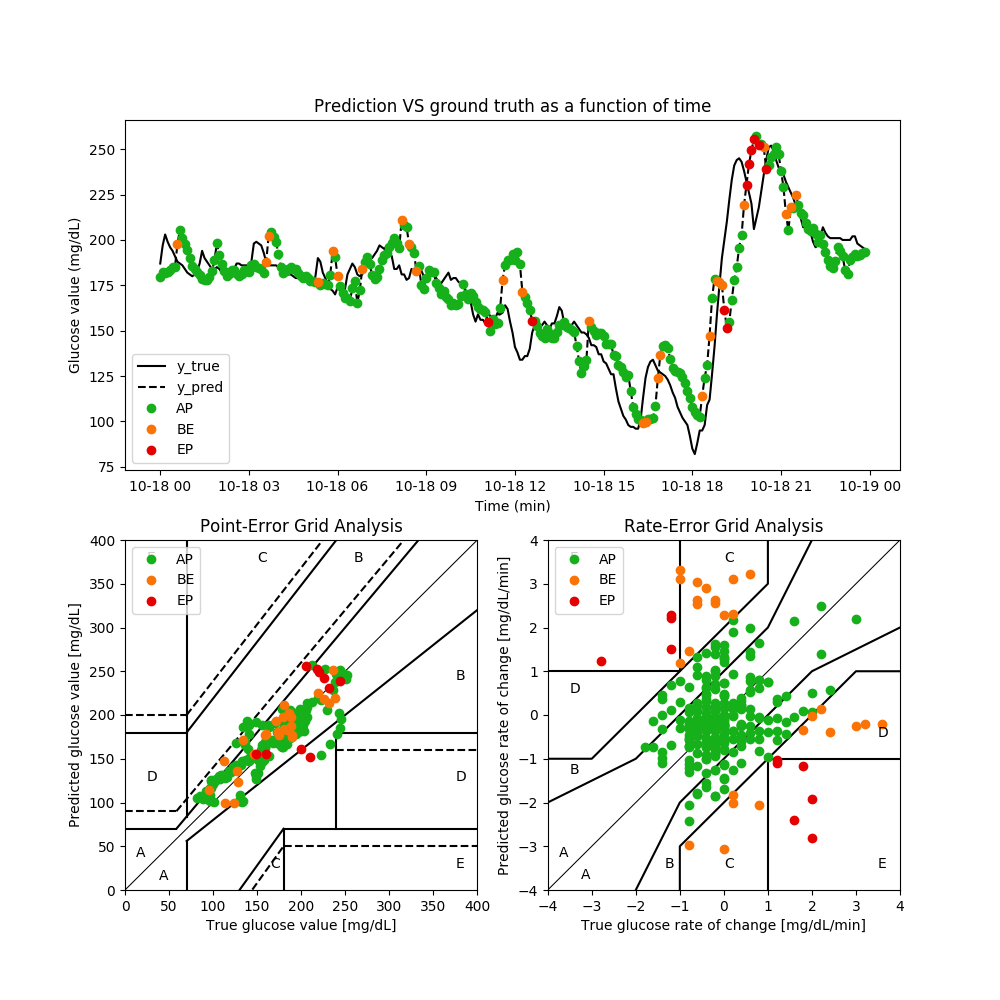 Prediction VS ground truth as a function of time
Glucose value (mg/dL)
250
225
200
175
150
125
100
75
y_true
y_pred
AP
BE
EP
10-18 00 10-18 03 10-18 06 10-18 09 10-18 12 10-18 15 10-18 18 10-18 21 10-19 00
Time (min)
Point-Error Grid Analysis
Predicted glucose value [mg/dL]
400
350
300
250
200
150
100
50
0
AP
BE
EP
C
B
B
D
D
A
A
C
E
0 50 100 150 200 250 300 350 400
True glucose value [mg/dL]
Rate-Error Grid Analysis
Predicted glucose rate of change [mg/dL/min]
4
3
2
1
0
−1
−2
−3
−4
AP
BE
EP
C
D
D
B
A
A
B
C
E
−4 −3 −2 −1 0 1 2 3 4
True glucose rate of change [mg/dL/min]